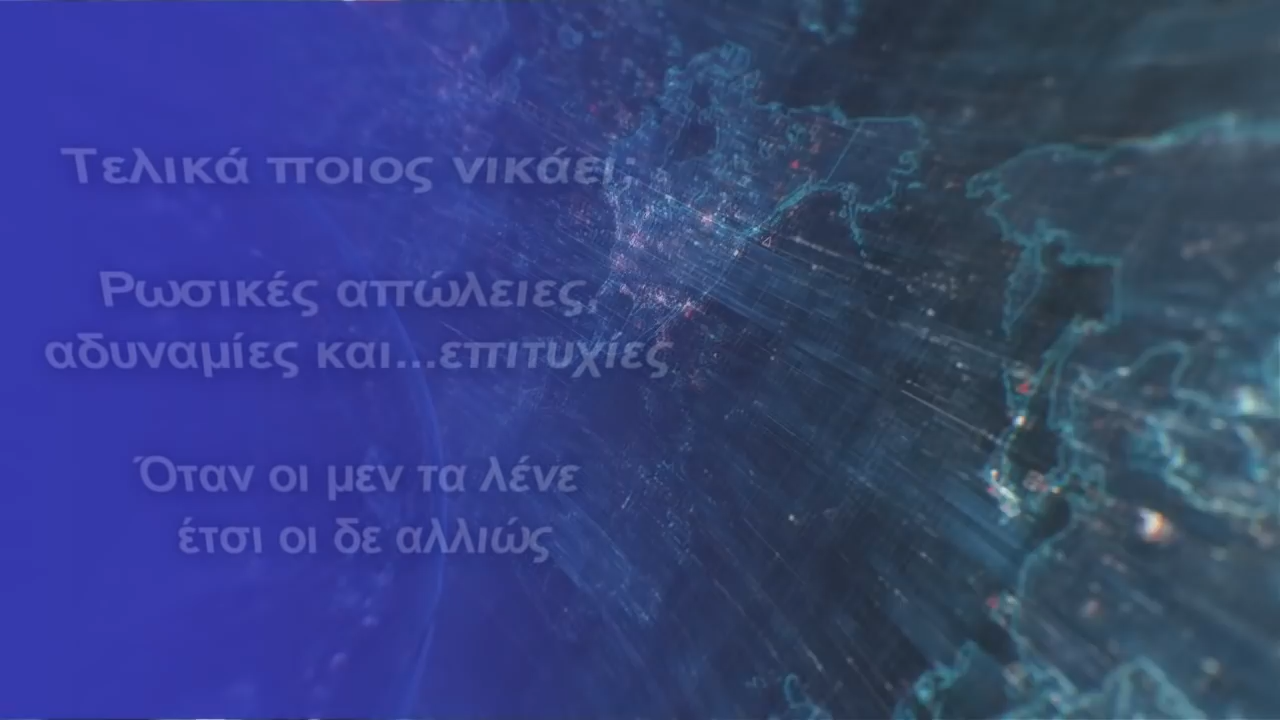 Τελικά ποιος νικάει;
Ρωσικές απώλειες,
αδυναμίες και...επιτυχίες
Όταν οι μεν τα λένε
έτσι οι δε αλλιώς